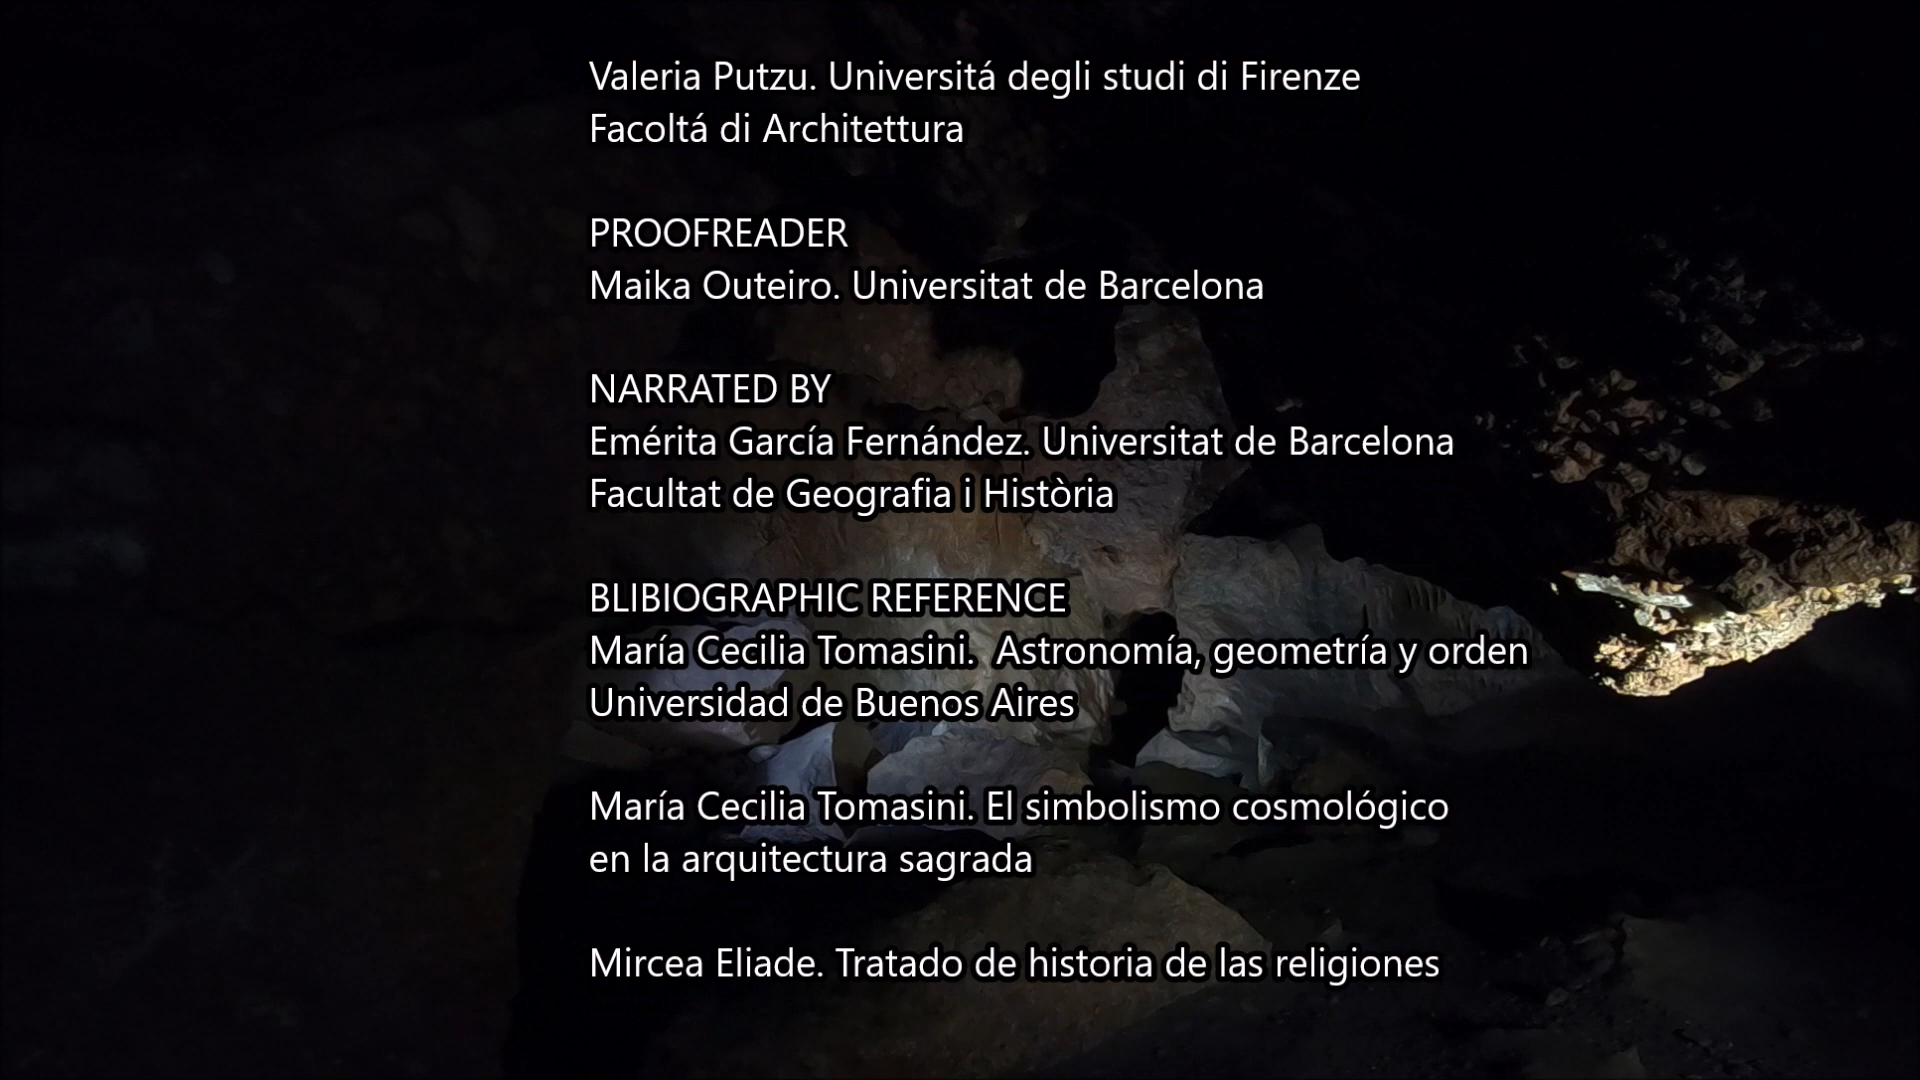 Valeria Putzu. Universitá degli studi di Firenze
Facoltá di Architettura
PROOFREADER
Maika Outeiro. Universitat de Barcelona
NARRATED BY
Emérita García Fernández. Universitat de Barcelona
Facultat de Geografia i Història
BLIBIOGRAPHIC REFERENCE
María Cecilia Tomasini.  Astronomía, geometría y orden
Universidad de Buenos Aires
María Cecilia Tomasini. El simbolismo cosmológico
en la arquitectura sagrada
Mircea Eliade. Tratado de historia de las religiones